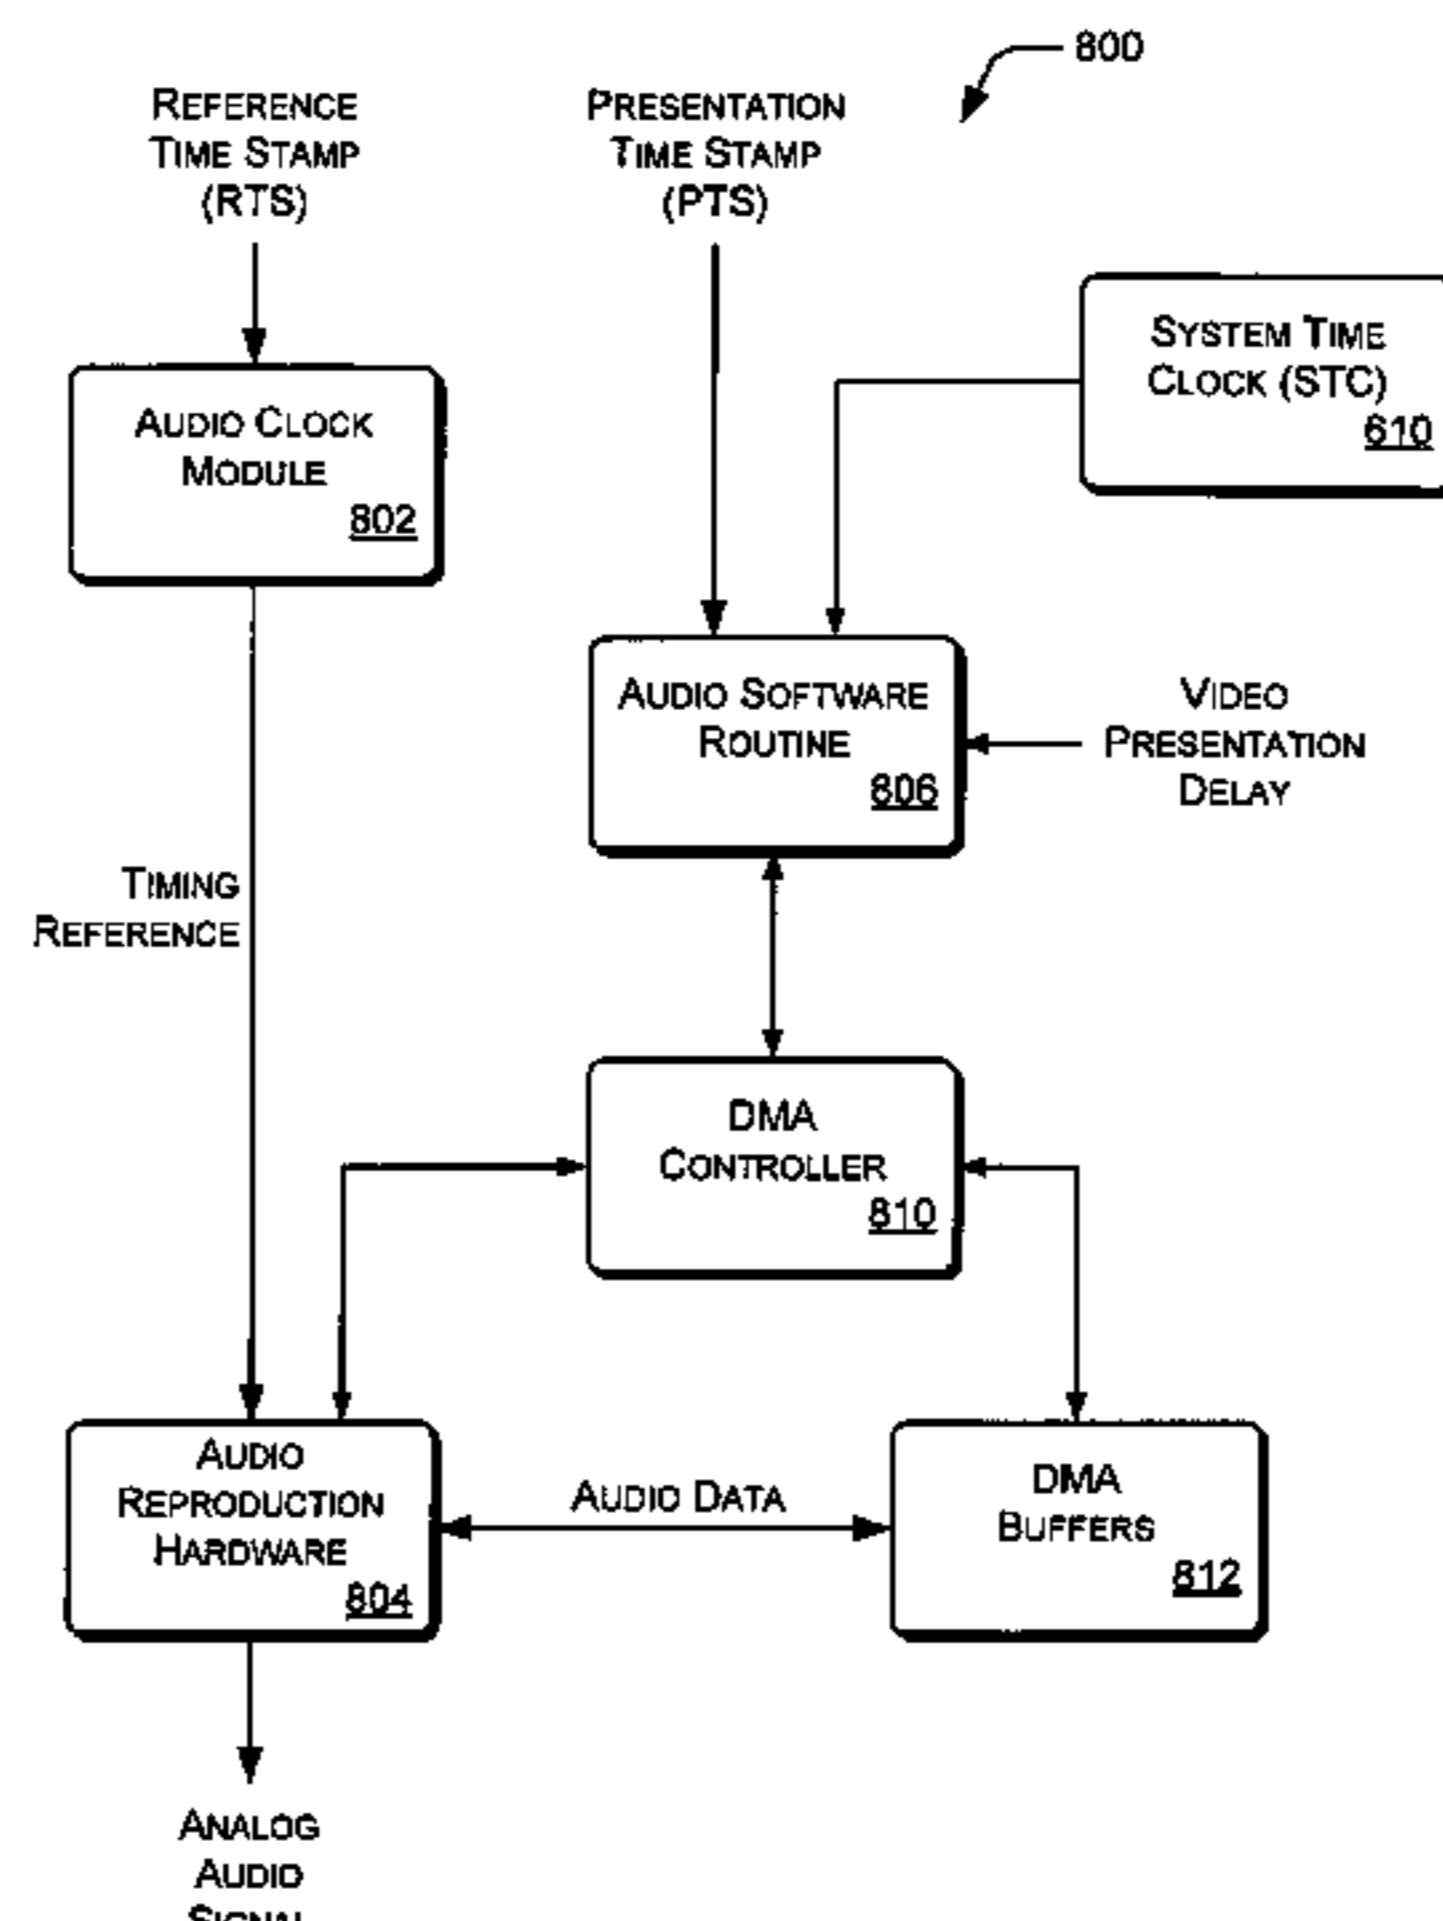 800
REFERENCE
TIME STAMP
(RTS)
PRESENTATION
TIME STAMP
(PTS)
SYSTEM TIME
CLOCK (STC)
610
AUDIO CLOCK
MODULE
802
AUDIO SOFTWARE
ROUTINE
806
VIDEO
PRESENTATION
DELAY
TIMING
REFERENCE
DMA
CONTROLLER
810
AUDIO
REPRODUCTION
HARDWARE
804
AUDIO DATA
DMA
BUFFERS
812
ANALOG
AUDIO
SIGNAL